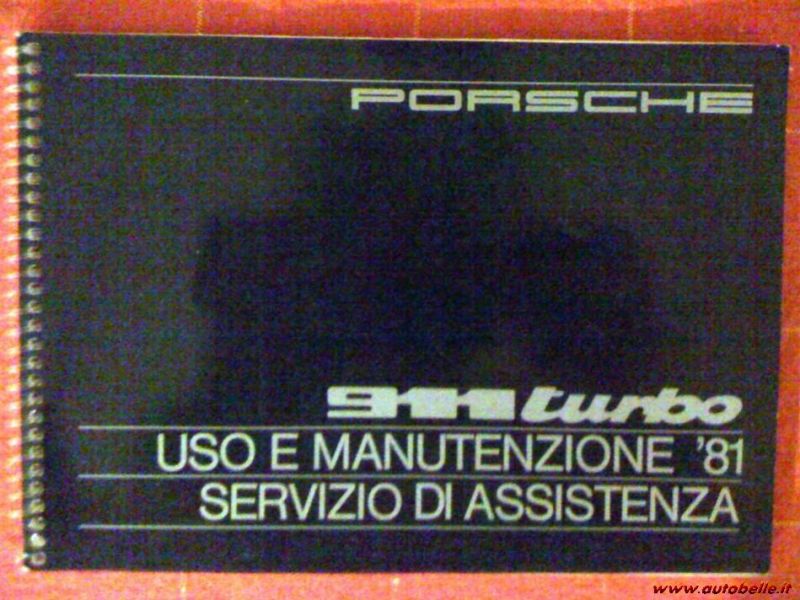 PORSCHE
911 turbo
USO E MANUTENZIONE '81
SERVIZIO DI ASSISTENZA
www.autobelle.it